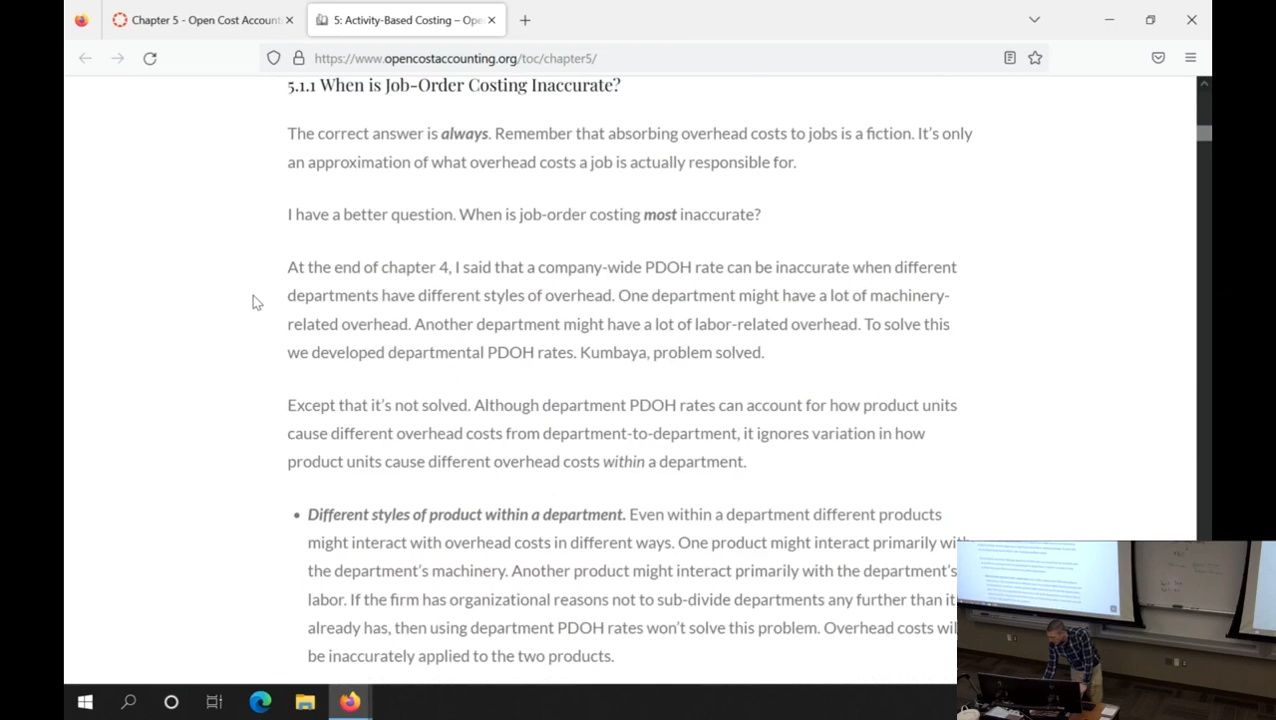 Chapter 5 - Open Cost Account
5: Activity-Based Costing – Ope
https://www.opencostaccounting.org/toc/chapter5/
5.1.1 When is Job-Order Costing Inaccurate?
The correct answer is always. Remember that absorbing overhead costs to jobs is a fiction. It's only
an approximation of what overhead costs a job is actually responsible for.
I have a better question. When is job-order costing most inaccurate?
At the end of chapter 4, I said that a company-wide PDOH rate can be inaccurate when different
departments have different styles of overhead. One department might have a lot of machinery-
related overhead. Another department might have a lot of labor-related overhead. To solve this
we developed departmental PDOH rates. Kumbaya, problem solved.
Except that it's not solved. Although department PDOH rates can account for how product units
cause different overhead costs from department-to-department, it ignores variation in how
product units cause different overhead costs within a department.
• Different styles of product within a department. Even within a department different products
might interact with overhead costs in different ways. One product might interact primarily wit
the department's machinery. Another product might interact primarily with the department's
labor. If the firm has organizational reasons not to sub-divide departments any further than it
already has, then using department PDOH rates won't solve this problem. Overhead costs wil
be inaccurately applied to the two products.